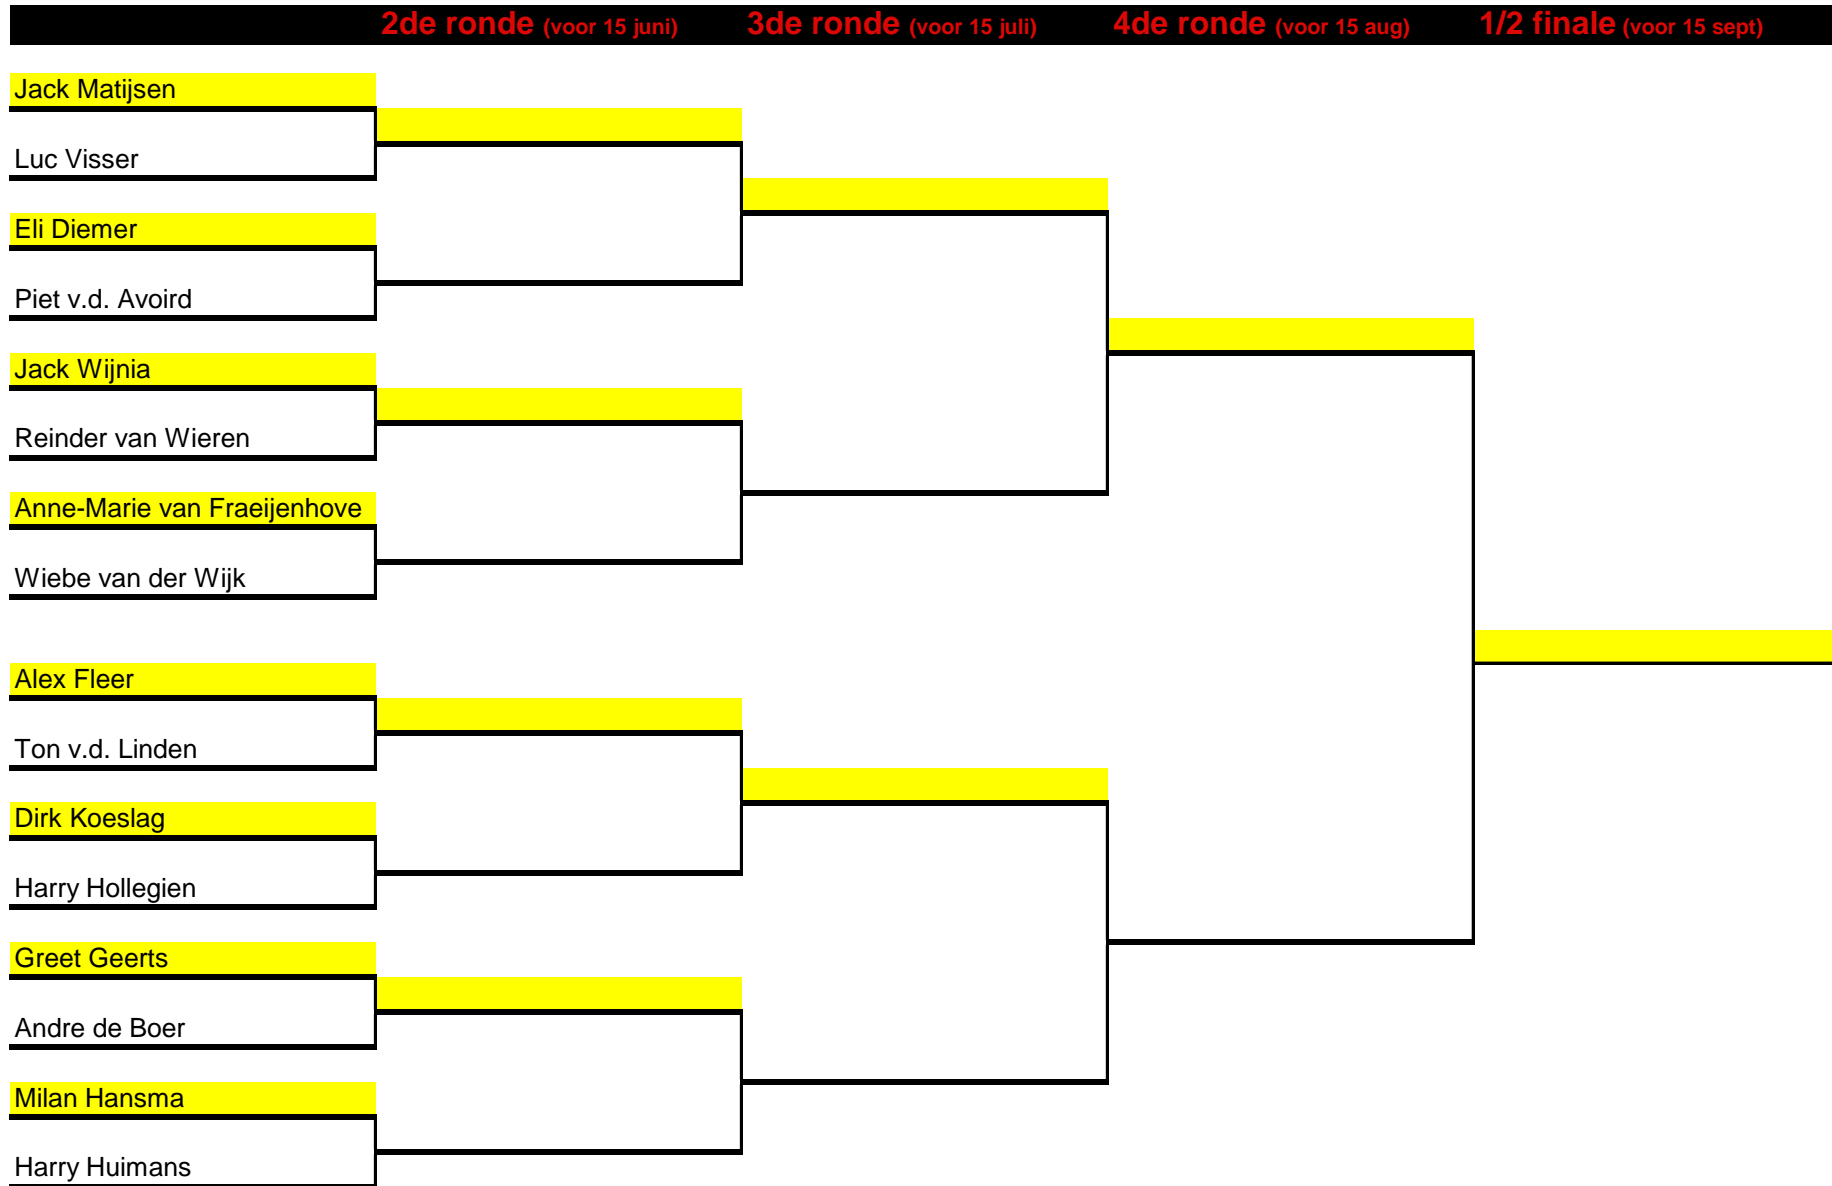 2de ronde (voor 15 juni) 3de ronde (voor 15 juli) 4de ronde (voor 15 aug) 1/2 finale (voor 15 sept)
Jack Matijsen
Luc Visser
Eli Diemer
Piet v.d. Avoird
Jack Wijnia
Reinder van Wieren
Anne-Marie van Fraeijenhove
Wiebe van der Wijk
Alex Fleer
Ton v.d. Linden
Dirk Koeslag
Harry Hollegien
Greet Geerts
Andre de Boer
Milan Hansma
Harry Huimans